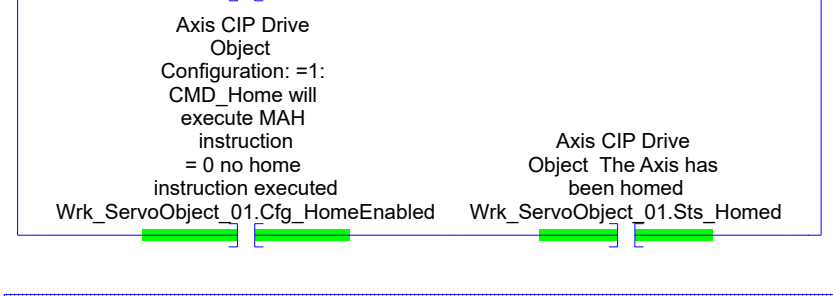 Axis CIP Drive
Object
Configuration: =1:
CMD_Home will
execute MAH
instruction
= 0 no home
instruction executed
Wrk_ServoObject_01.Cfg_HomeEnabled
Axis CIP Drive
Object  The Axis has
been homed
Wrk_ServoObject_01.Sts_Homed